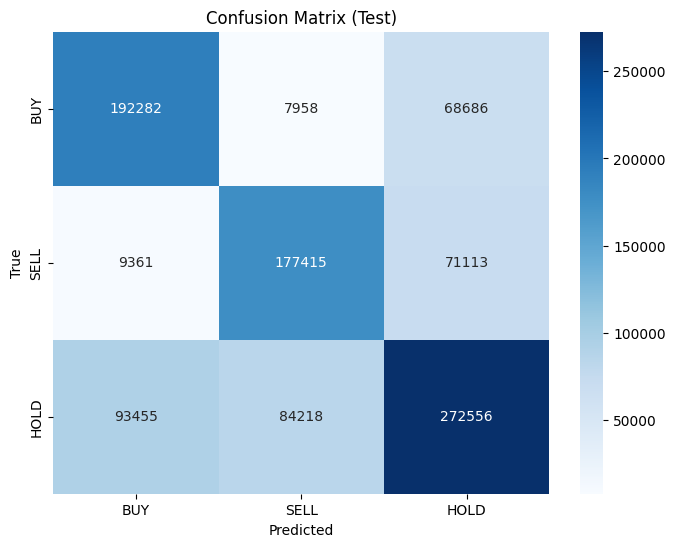 Confusion Matrix (Test)
BUY 192282 7958 68686
SELL 9361 177415 71113
HOLD 93455 84218 272556
BUY SELL HOLD
Predicted
True
250000
200000
150000
100000
50000